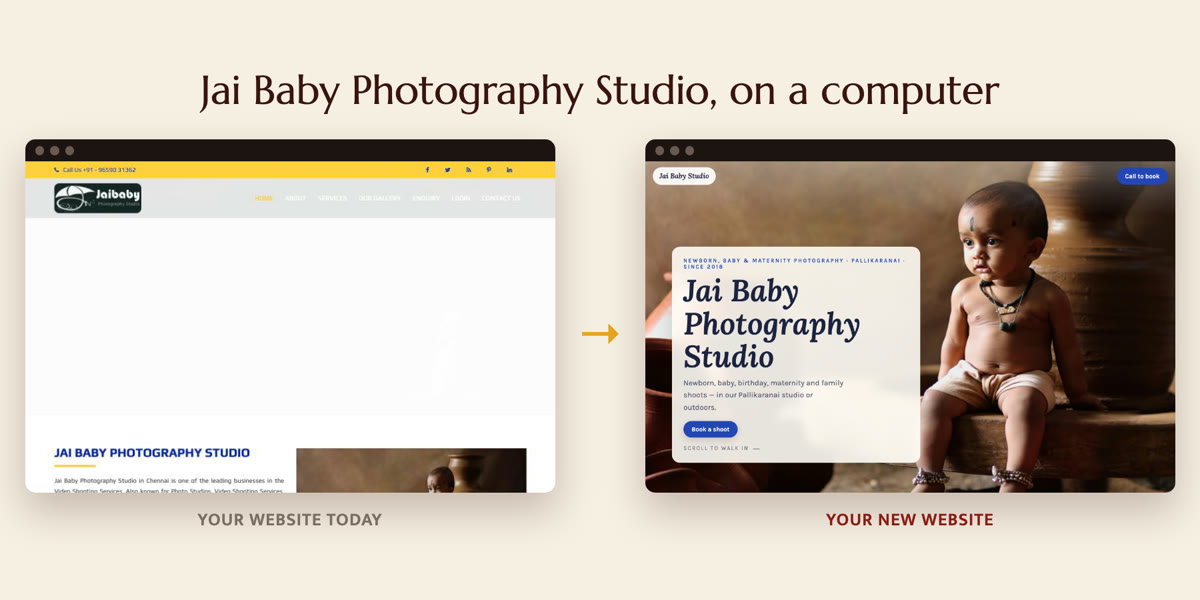 Jai Baby Photography Studio, on a computer
Call Us +91 - 96590 31362
Jaibaby
Photography Studio
HOME ABOUT SERVICES OUR GALLERY ENQUIRY LOGIN CONTACT US
JAI BABY PHOTOGRAPHY STUDIO
Jai Baby Photography Studio in Chennai is one of the leading businesses in the
Video Shooting Services. Also known for Photo Studios, Video Shooting Services,
YOUR WEBSITE TODAY
Jai Baby Studio
Call to book
NEWBORN, BABY & MATERNITY PHOTOGRAPHY · PALLIKARANAI ·
SINCE 2018
Jai Baby
Photography
Studio
Newborn, baby, birthday, maternity and family
shoots — in our Pallikaranai studio or
outdoors.
Book a shoot
SCROLL TO WALK IN —
YOUR NEW WEBSITE